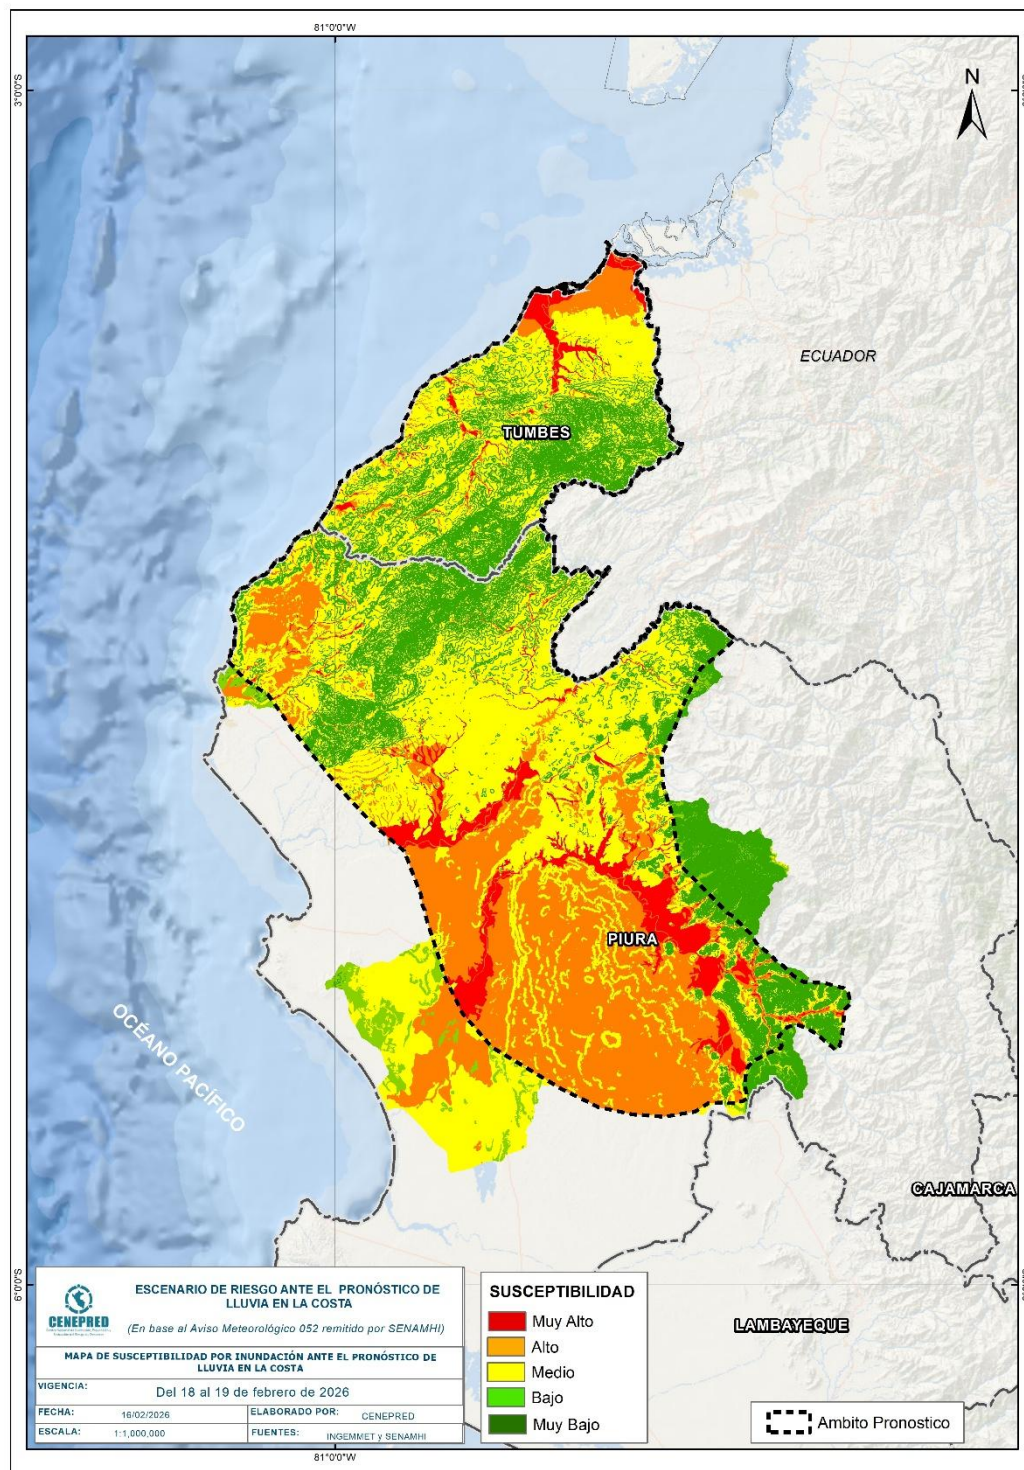 81°0'0"W
3°0'0"S
N
ECUADOR
TUMBES
PIURA
OCÉANO PACÍFICO
CAJAMARCA
LAMBAYEQUE
6°0'0"S
CENEPRED
ESCENARIO DE RIESGO ANTE EL PRONÓSTICO DE
LLUVIA EN LA COSTA
(En base al Aviso Meteorológico 052 remitido por SENAMHI)
MAPA DE SUSCEPTIBILIDAD POR INUNDACIÓN ANTE EL PRONÓSTICO DE
LLUVIA EN LA COSTA
VIGENCIA: Del 18 al 19 de febrero de 2026
FECHA: 16/02/2026 ELABORADO POR: CENEPRED
ESCALA: 1:1,000,000 FUENTES: INGEMMET y SENAMHI
SUSCEPTIBILIDAD
Muy Alto
Alto
Medio
Bajo
Muy Bajo
Ambito Pronostico
81°0'0"W